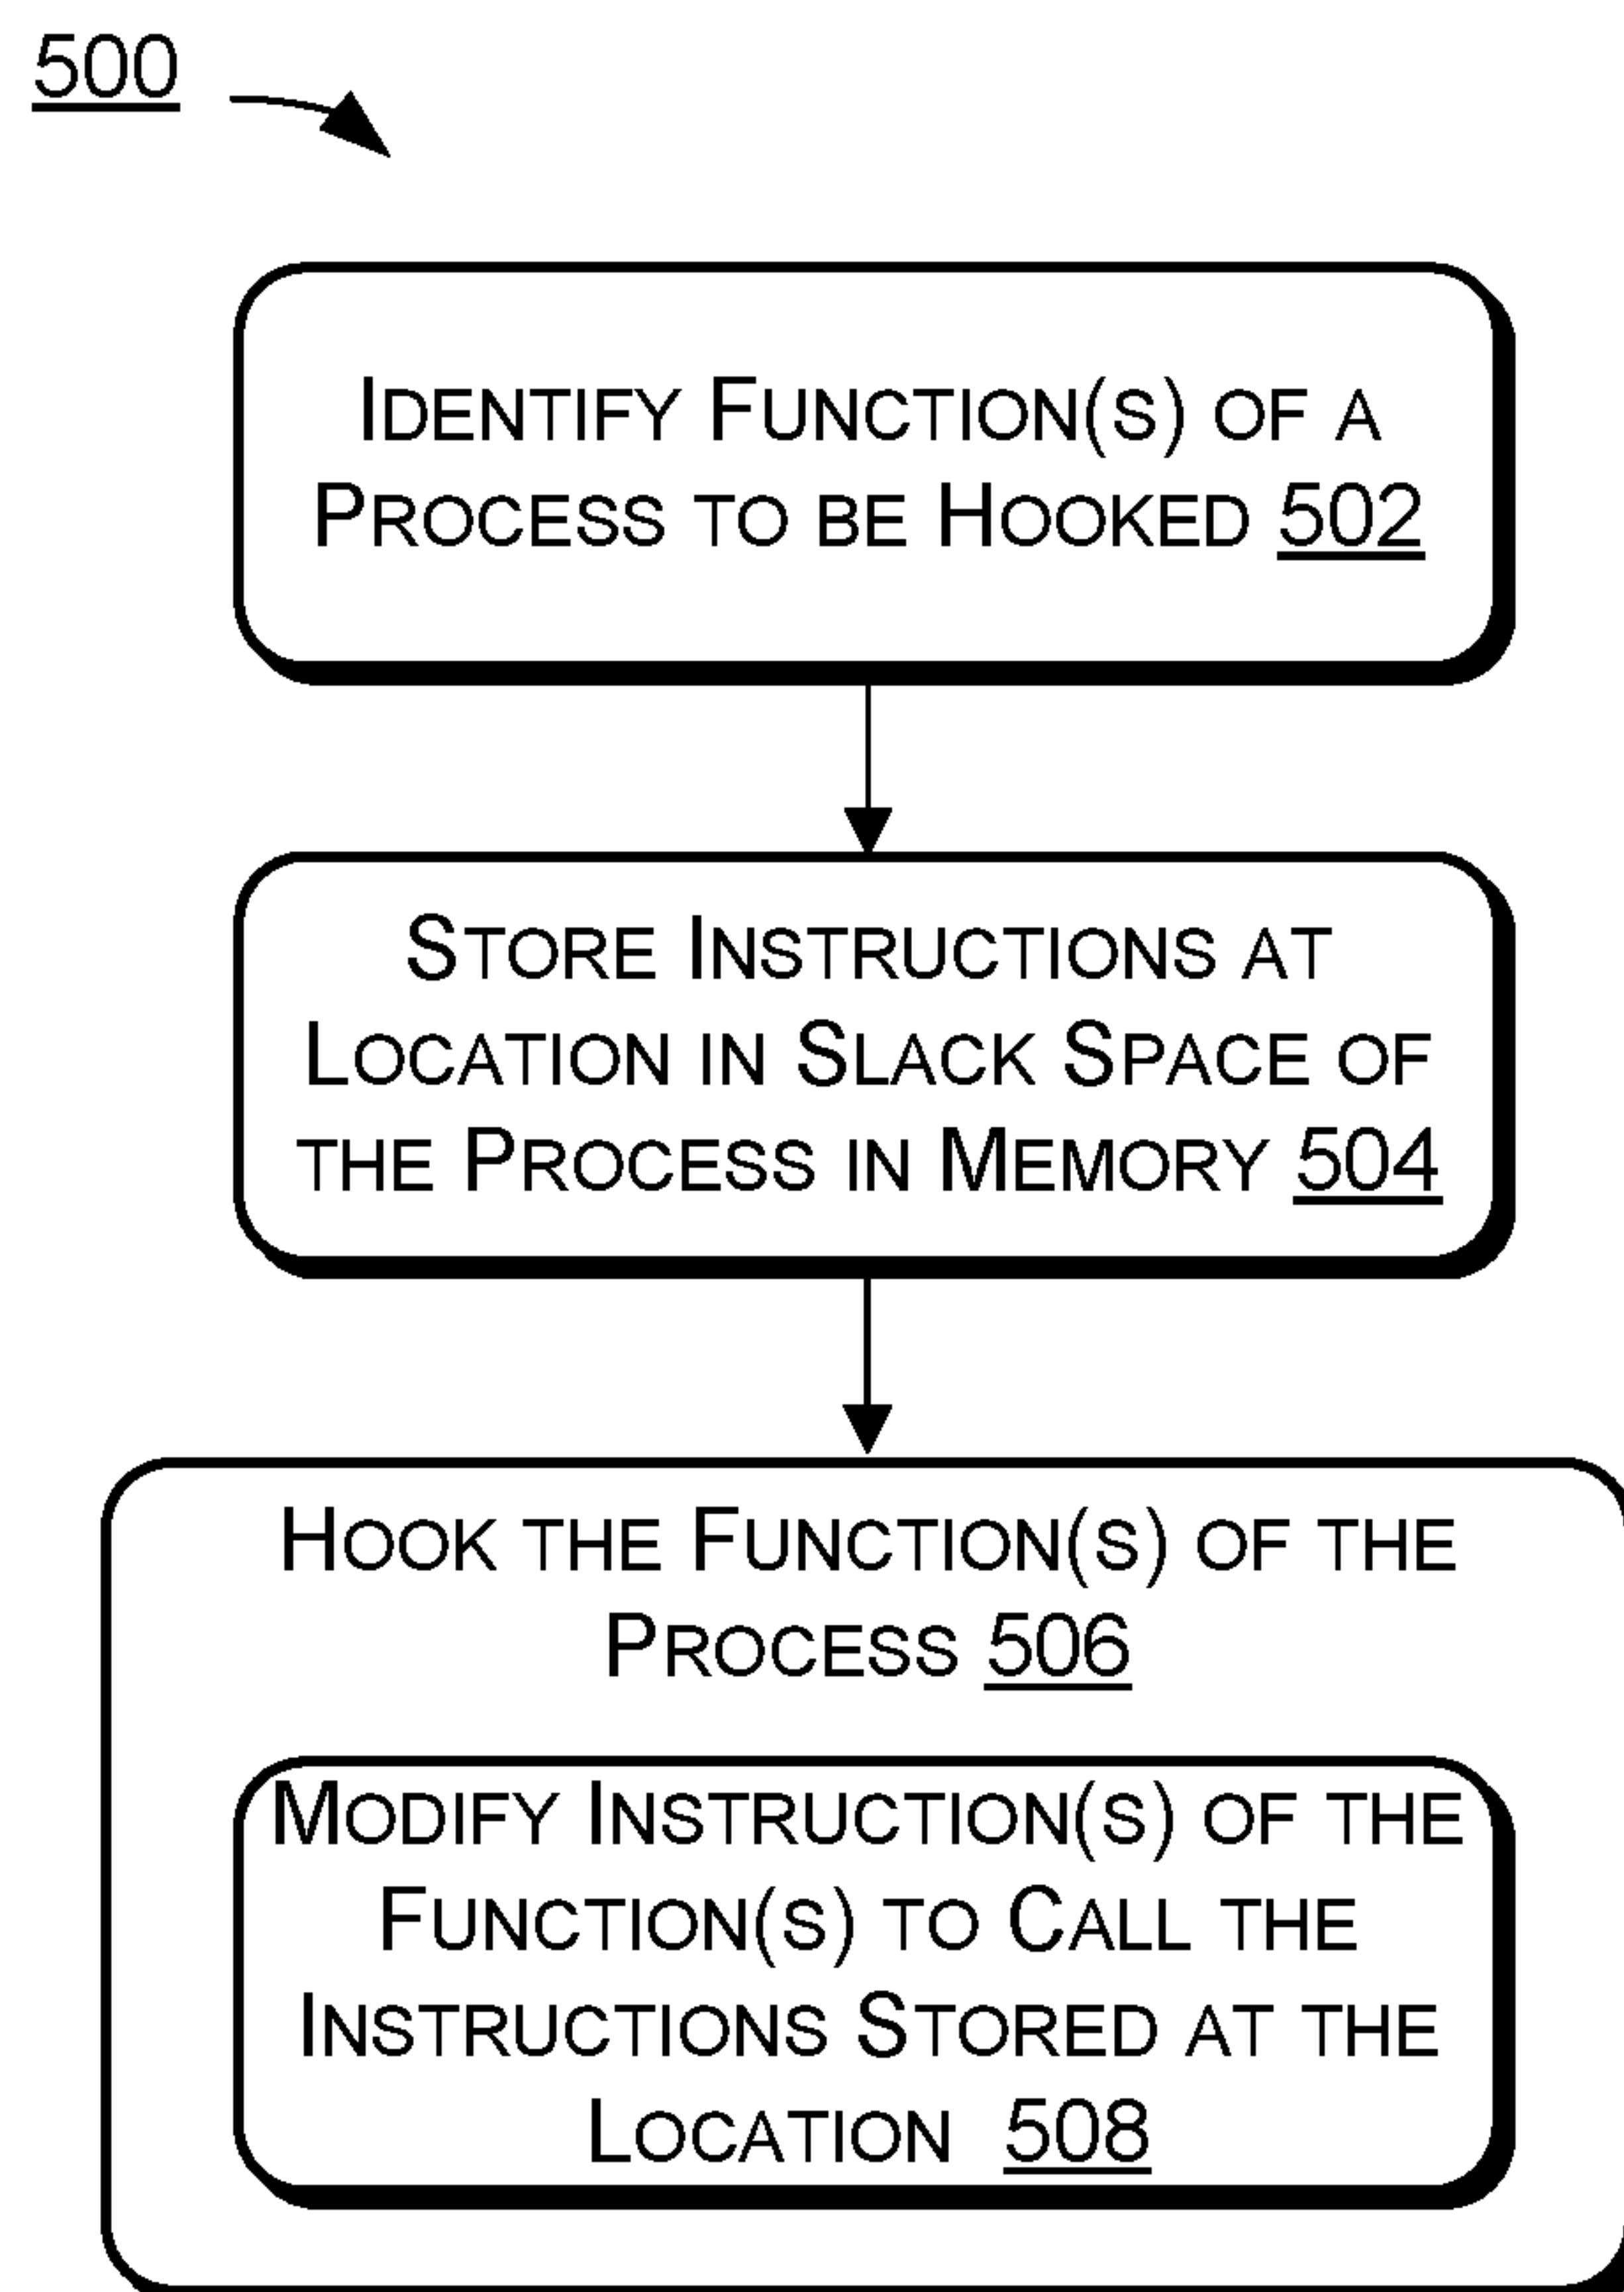 500
Identify Function(s) of a
Process to be Hooked 502
Store Instructions at
Location in Slack Space of
the Process in Memory 504
Hook the Function(s) of the
Process 506
Modify Instruction(s) of the
Function(s) to Call the
Instructions Stored at the
Location 508